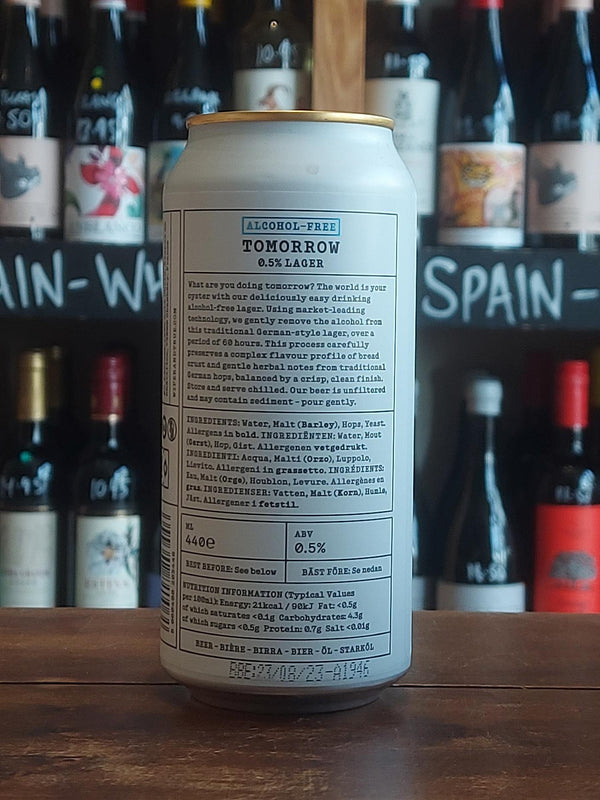 ALCOHOL-FREE
TOMORROW
0.5% LAGER
What are you doing tomorrow? The world is your
oyster with our deliciously easy drinking
alcohol-free lager. Using market-leading
technology, we gently remove the alcohol from
this traditional German-style lager, over a
period of 60 hours. This process carefully
preserves a complex flavour profile of bread
crust and gentle herbal notes from traditional
German hops, balanced by a crisp, clean finish.
Store and serve chilled. Our beer is unfiltered
and may contain sediment - pour gently.
INGREDIENTS: Water, Malt (Barley), Hops, Yeast.
Allergens in bold. INGREDIËNTEN: Water, Mout
(Gerst), Hop, Gist. Allergenen vetgedrukt.
INGREDIENTI: Acqua, Malti (Orzo), Luppolo,
Lievito. Allergeni in grassetto. INGRÉDIENTS:
Eau, Malt (Orge), Houblon, Levure. Allergènes en
gras. INGREDIENSER: Vatten, Malt (Korn), Humle,
Jäst. Allergener i fetstil.
ML
440e
ABV
0.5%
BEST BEFORE: See below
BÄST FÖRE: Se nedan
NUTRITION INFORMATION (Typical Values
per 100ml): Energy: 21kcal / 90kJ Fat: <0.5g
of which saturates <0.1g Carbohydrates: 4.3g
of which sugars <0.5g Protein: 0.7g Salt <0.01g
BEER - BIÈRE - BIRRA - BIER - ÖL - STARKÖL
BBE:23/08/23-A1946
AIN-WH
SPAIN-
10.95